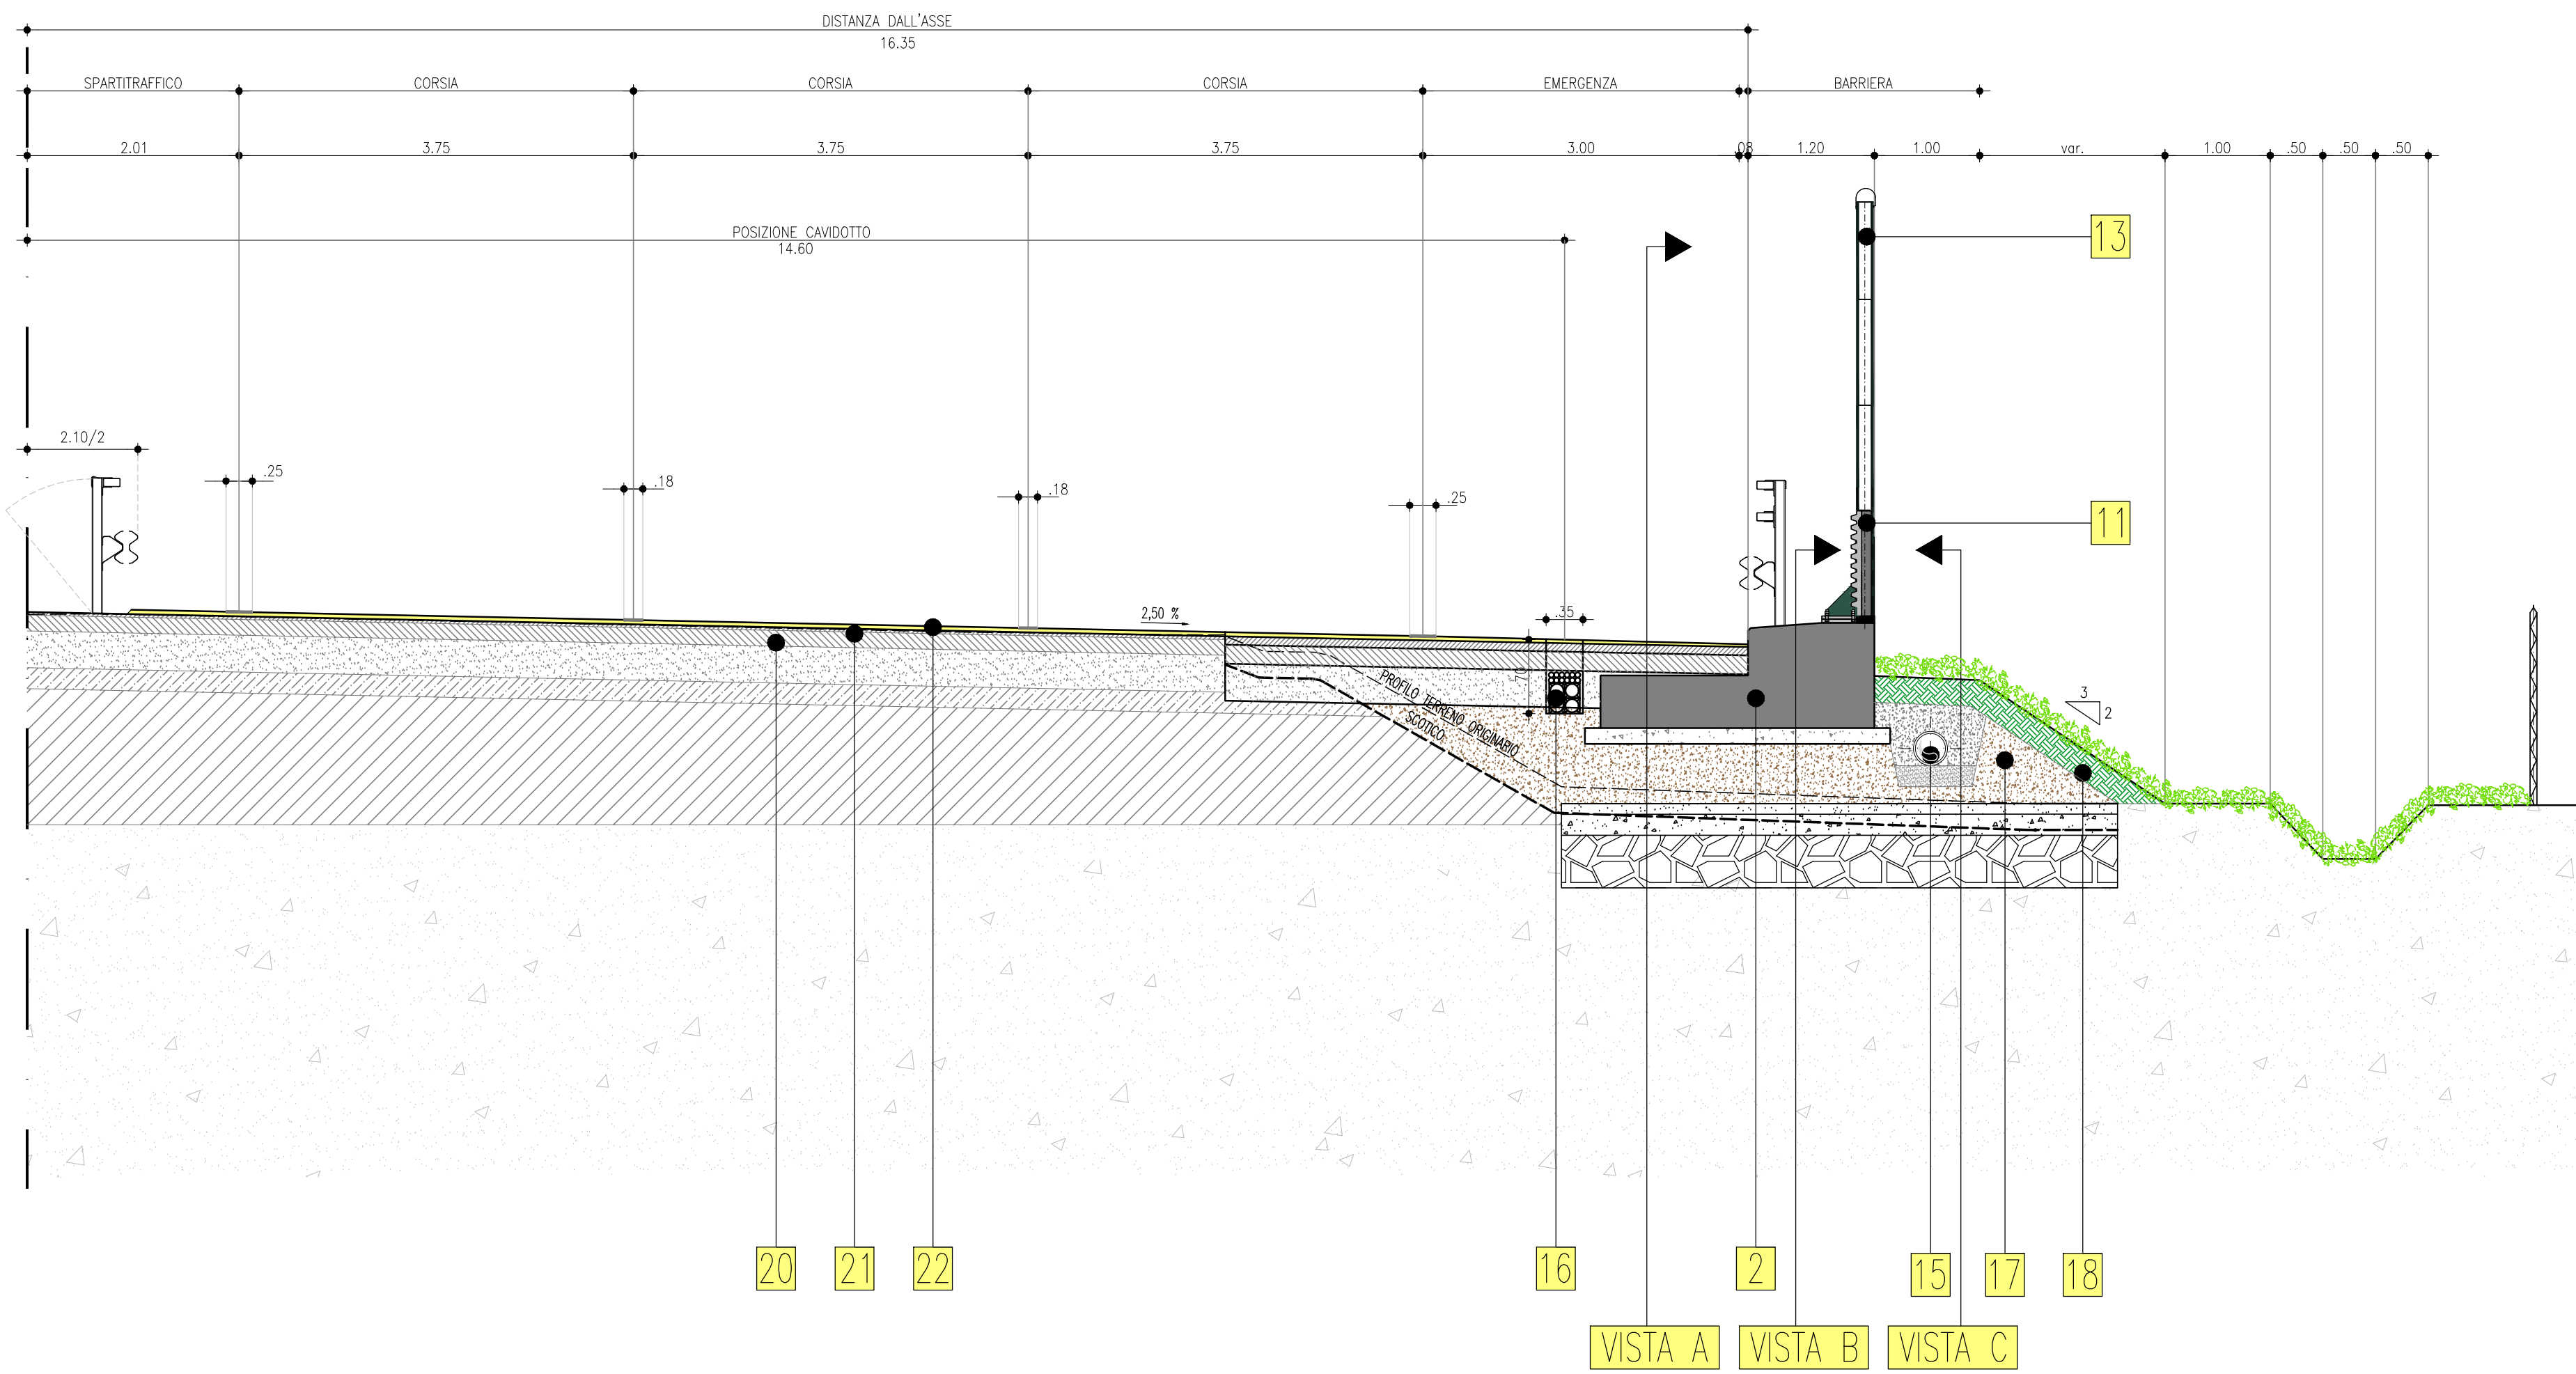 DISTANZA DALL'ASSE
16.35
SPARTITRAFFICO CORSIA CORSIA CORSIA EMERGENZA BARRIERA
2.01 3.75 3.75 3.75 3.00 .08 1.20 1.00 var. 1.00 .50 .50 .50
POSIZIONE CAVIDOTTO
14.60
13
2.10/2
.25
.18
.18
.25
11
2,50 %
.35
.70
PROFILO TERRENO ORIGINARIO
SCOTICO
3
2
20 21 22 16 2 15 17 18
VISTA A VISTA B VISTA C